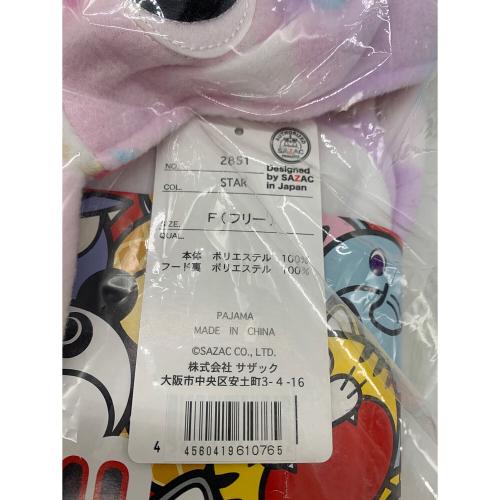 AUTHORIZED
SAZAC
NO. 2851
Designed
by SAZAC
in Japan
COL. STAR
SIZE. F(フリー)
QUAL.
本体 ポリエステル 100%
フード裏 ポリエステル 100%
PAJAMA
MADE IN CHINA
©SAZAC CO., LTD.
株式会社 サザック
大阪市中央区安土町3-4-16
4 560419610765